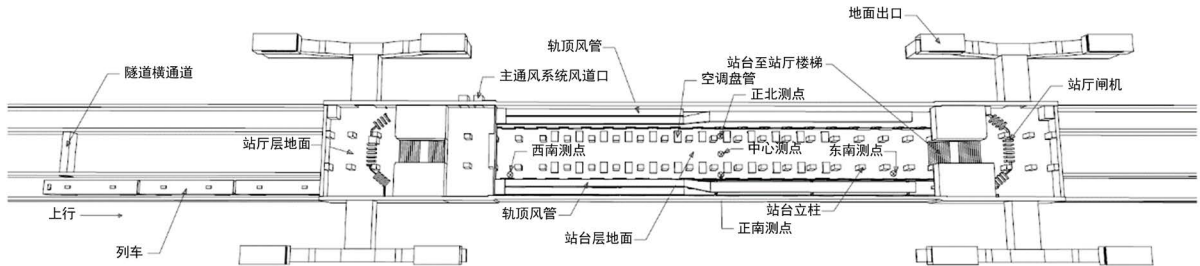 地面出口
轨顶风管
站台至站厅楼梯
隧道横通道
主通风系统风道口
空调盘管
站厅闸机
正北测点
站厅层地面
西南测点
中心测点
东南测点
上行
轨顶风管
站台立柱
列车
站台层地面
正南测点